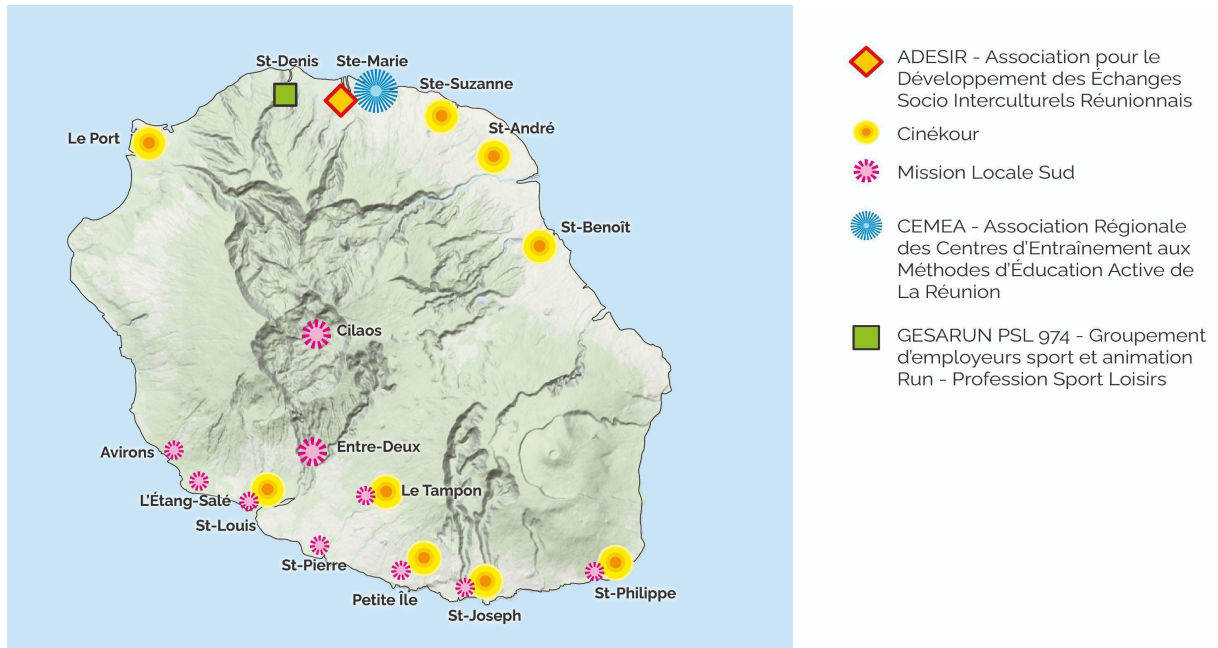 St-Denis
Ste-Marie
Ste-Suzanne
St-André
Le Port
St-Benoît
Cilaos
Avirons
Entre-Deux
L'Étang-Salé
Le Tampon
St-Louis
St-Pierre
Petite Île
St-Joseph
St-Philippe
ADESIR - Association pour le
Développement des Échanges
Socio Interculturels Réunionnais
Cinékour
Mission Locale Sud
CEMEA - Association Régionale
des Centres d'Entraînement aux
Méthodes d'Éducation Active de
La Réunion
GESARUN PSL 974 - Groupement
d'employeurs sport et animation
Run - Profession Sport Loisirs